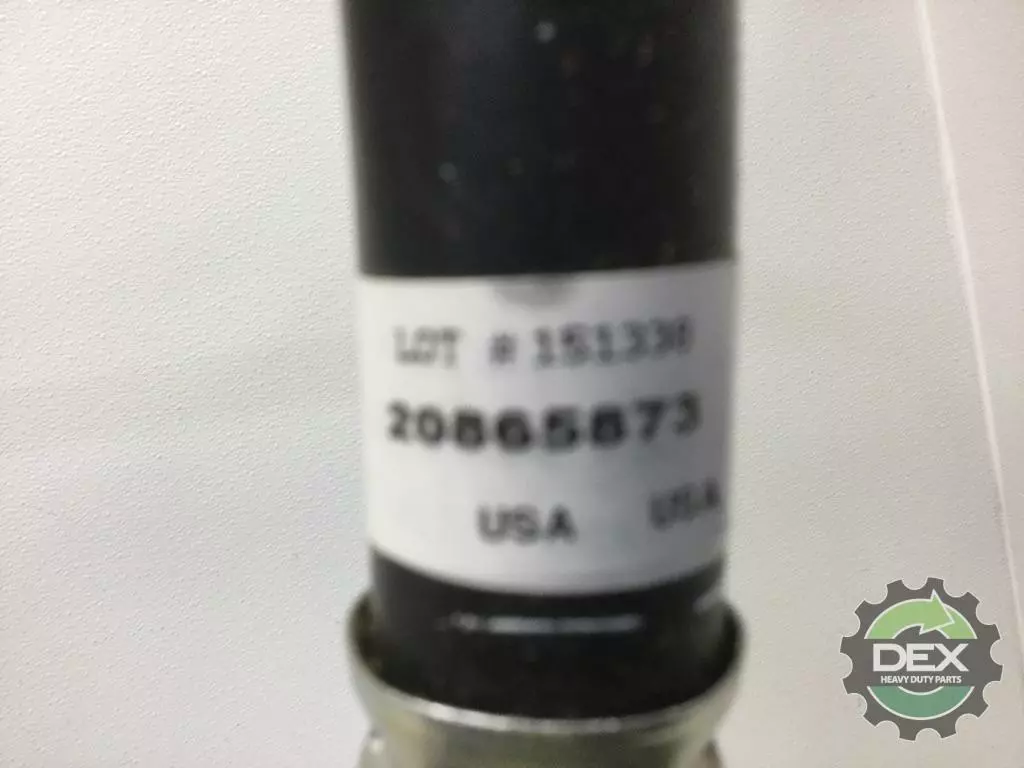 LOT # 151330
20865873
USA USA
DEX
HEAVY DUTY PARTS